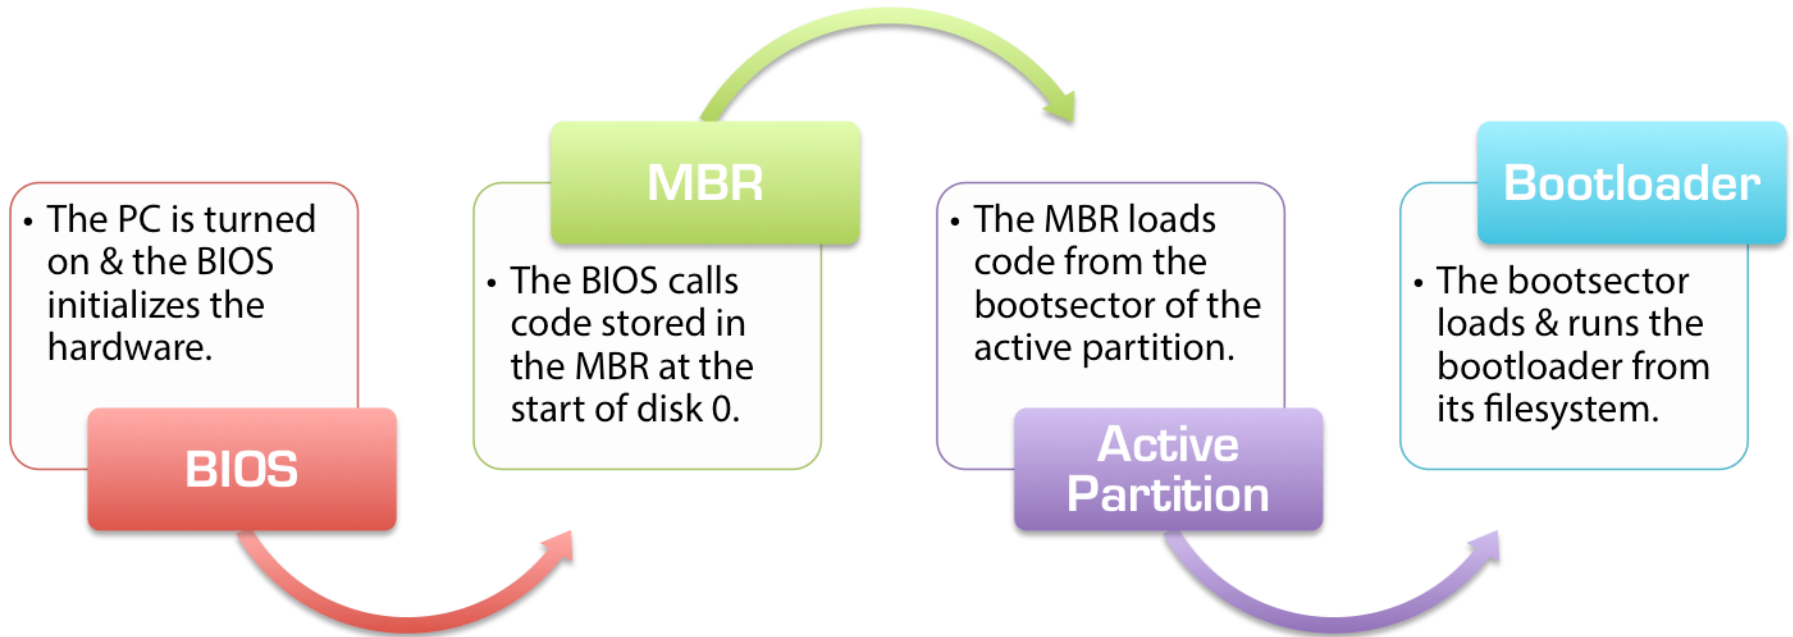 • The PC is turned
on & the BIOS
initializes the
hardware.
BIOS
MBR
• The BIOS calls
code stored in
the MBR at the
start of disk 0.
• The MBR loads
code from the
bootsector of the
active partition.
Active
Partition
Bootloader
• The bootsector
loads & runs the
bootloader from
its filesystem.